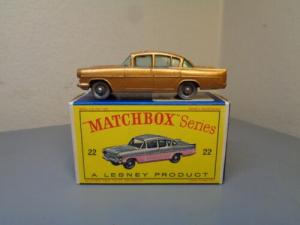 "MATCHBOX" Series
22 22
A LESNEY PRODUCT